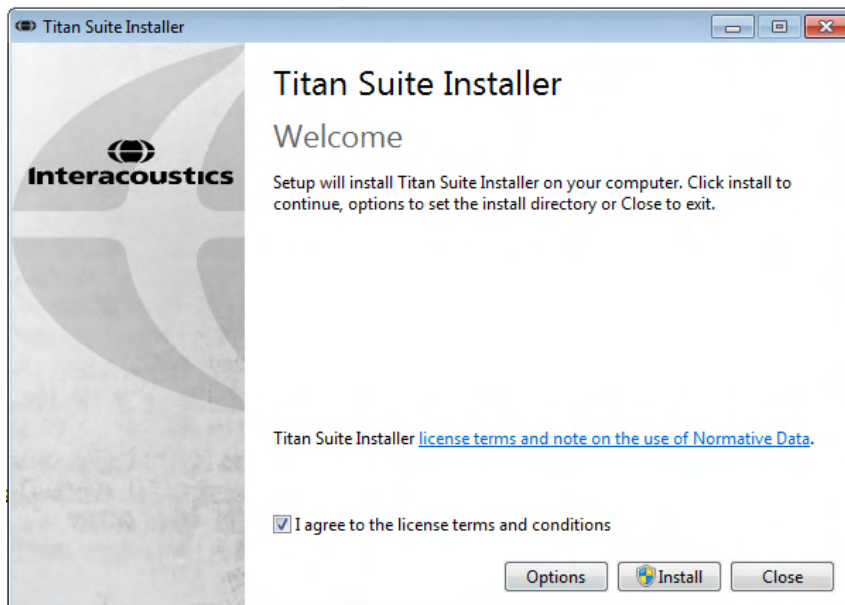 Titan Suite Installer
Titan Suite Installer
Welcome
Interacoustics
Setup will install Titan Suite Installer on your computer. Click install to
continue, options to set the install directory or Close to exit.
Titan Suite Installer license terms and note on the use of Normative Data.
I agree to the license terms and conditions
Options
Install
Close